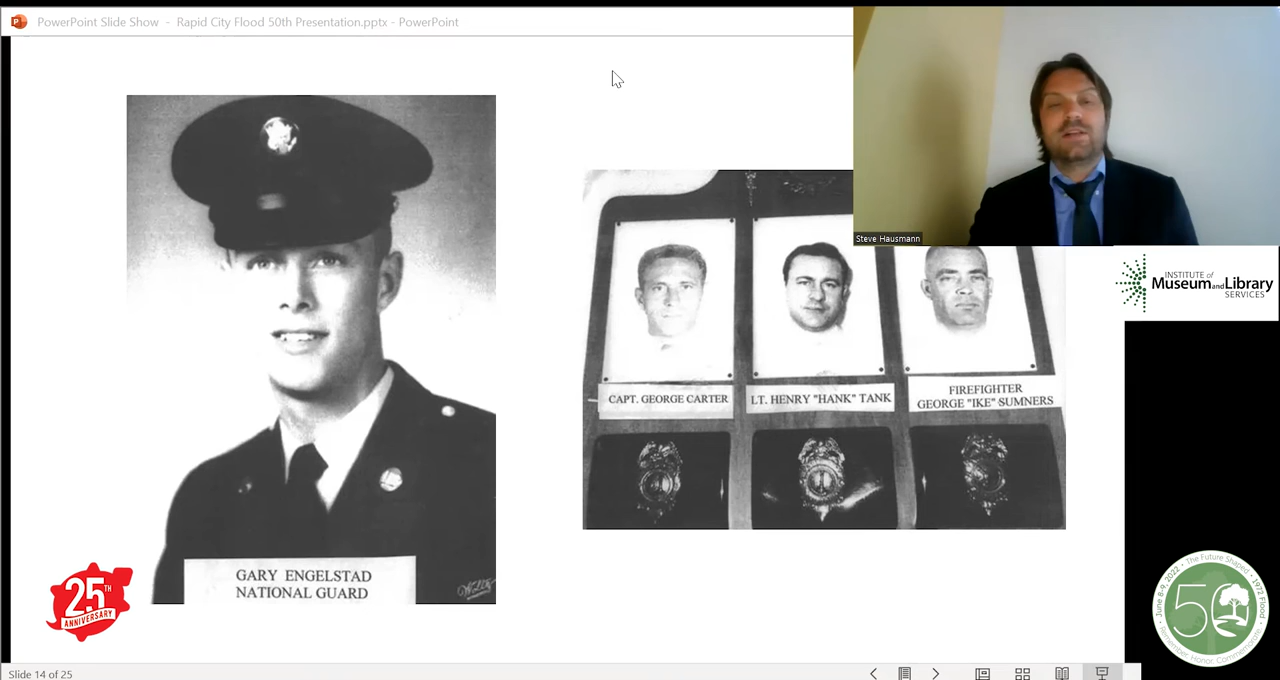 PowerPoint Slide Show - Rapid City Flood 50th Presentation.pptx - PowerPoint
Steve Hausmann
INSTITUTE of
Museum and Library
SERVICES
CAPT. GEORGE CARTER
LT. HENRY "HANK" TANK
FIREFIGHTER
GEORGE "IKE" SUMNERS
GARY ENGELSTAD
NATIONAL GUARD
25TH
ANNIVERSARY
The Future Shaped
June 8-9, 2022
1972 Flood
50
Remember. Honor. Commemorate.
Slide 14 of 25